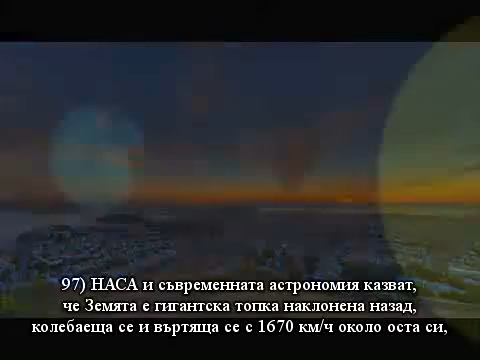 97) НАСА и съвременната астрономия казват,
че Земята е гигантска топка наклонена назад,
колебаеща се и въртяща се с 1670 км/ч около оста си,